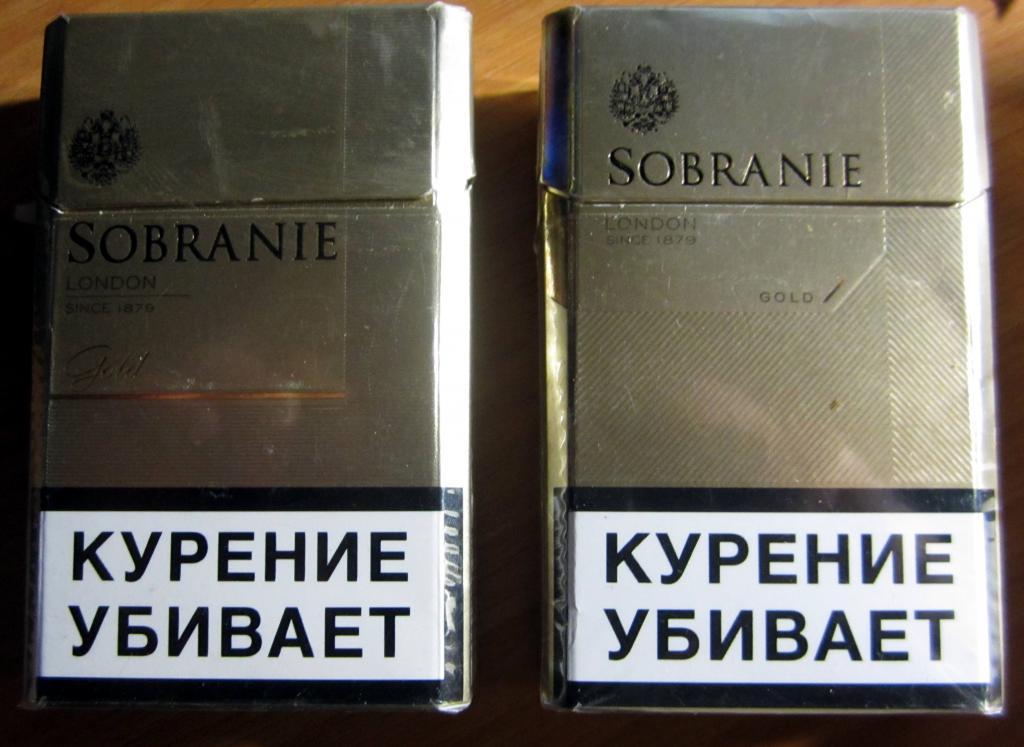 SOBRANIE
LONDON
SINCE 1879
Gold
КУРЕНИЕ
УБИВАЕТ
SOBRANIE
LONDON
SINCE 1879
GOLD
КУРЕНИЕ
УБИВАЕТ